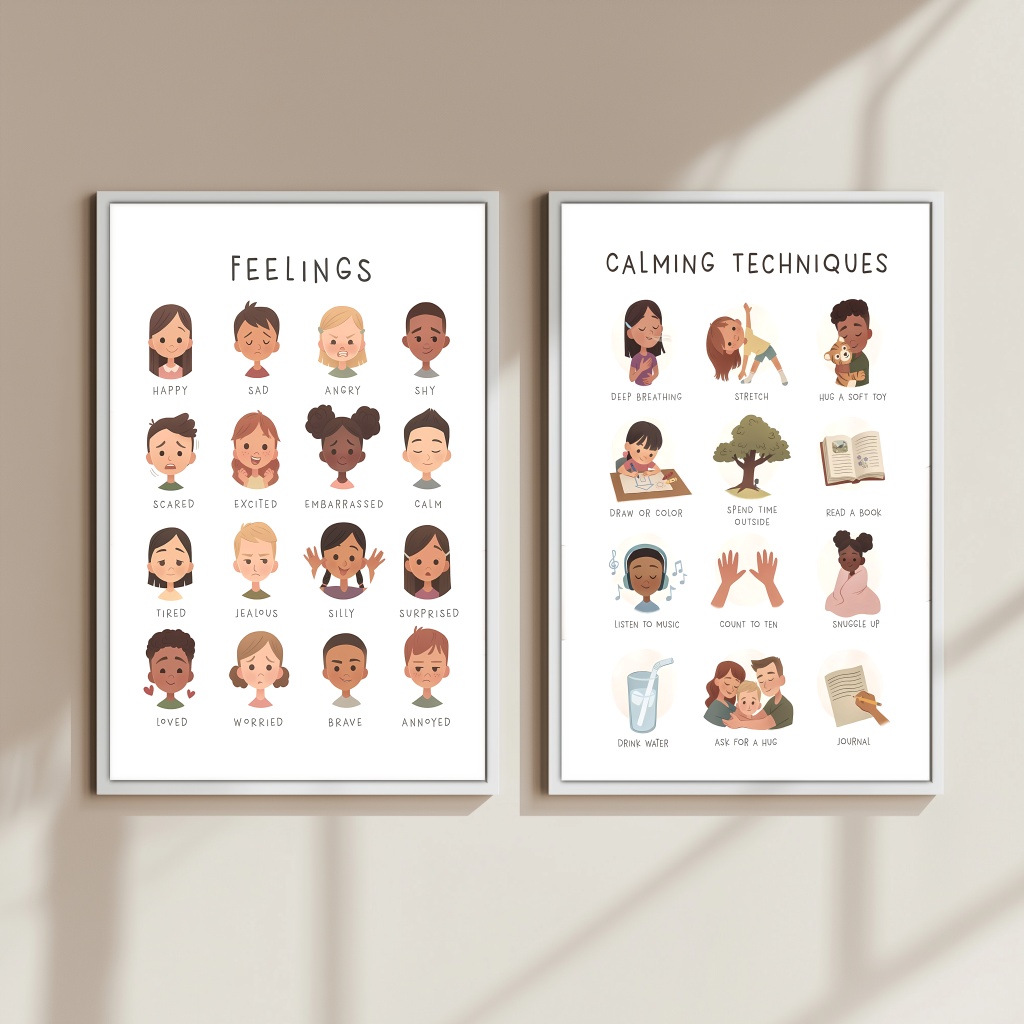 FEELINGS
HAPPY
SAD
ANGRY
SHY
SCARED
EXCITED
EMBARRASSED
CALM
TIRED
JEALOUS
SILLY
SURPRISED
LOVED
WORRIED
BRAVE
ANNOYED
CALMING TECHNIQUES
DEEP BREATHING
STRETCH
HUG A SOFT TOY
DRAW OR COLOR
SPEND TIME
OUTSIDE
READ A BOOK
LISTEN TO MUSIC
COUNT TO TEN
SNUGGLE UP
DRINK WATER
ASK FOR A HUG
JOURNAL